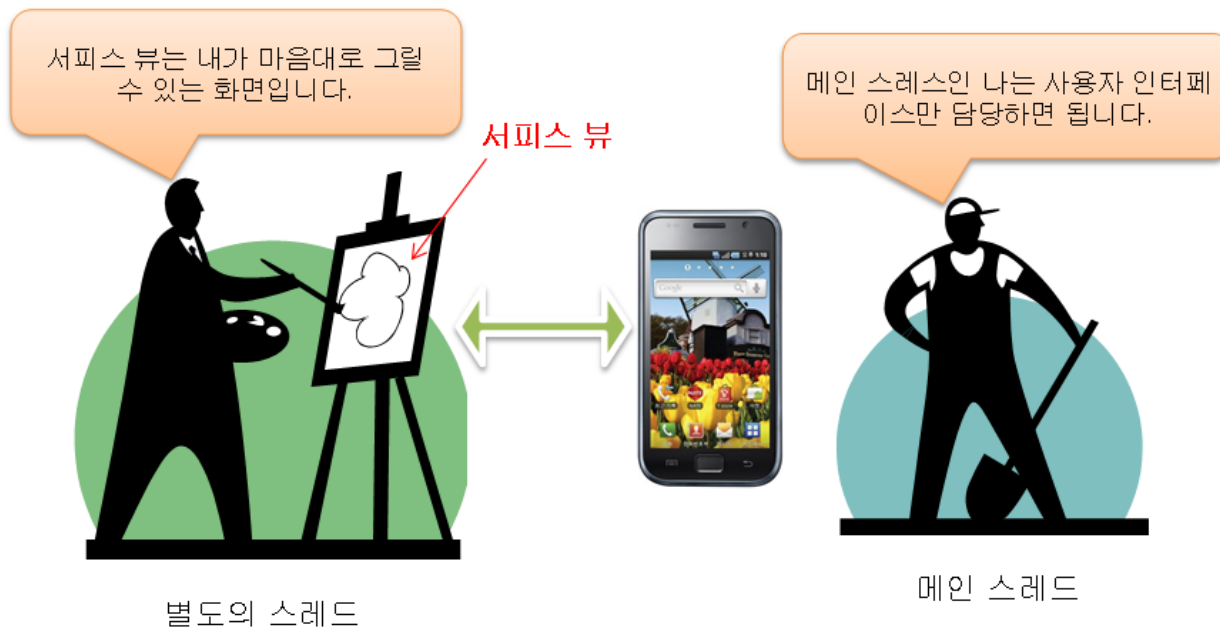 서피스 뷰는 내가 마음대로 그릴
수 있는 화면입니다.
메인 스레스인 나는 사용자 인터페
이스만 담당하면 됩니다.
서피스 뷰
Google
별도의 스레드
메인 스레드